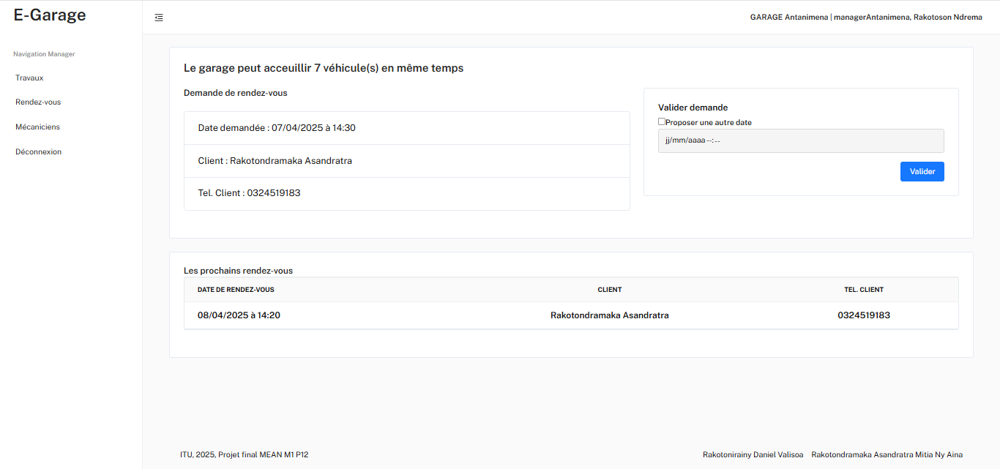 E-Garage
GARAGE Antanimena | managerAntanimena, Rakotoson Ndrema
Navigation Manager
Travaux
Rendez-vous
Mécaniciens
Déconnexion
Le garage peut acceuillir 7 véhicule(s) en même temps
Demande de rendez-vous
Date demandée : 07/04/2025 à 14:30
Client : Rakotondramaka Asandratra
Tel. Client : 0324519183
Valider demande
Proposer une autre date
jj/mm/aaaa --:--
Valider
Les prochains rendez-vous
DATE DE RENDEZ-VOUS CLIENT TEL. CLIENT
08/04/2025 à 14:20 Rakotondramaka Asandratra 0324519183
ITU, 2025, Projet final MEAN M1 P12
Rakotonirainy Daniel Valisoa Rakotondramaka Asandratra Mitia Ny Aina